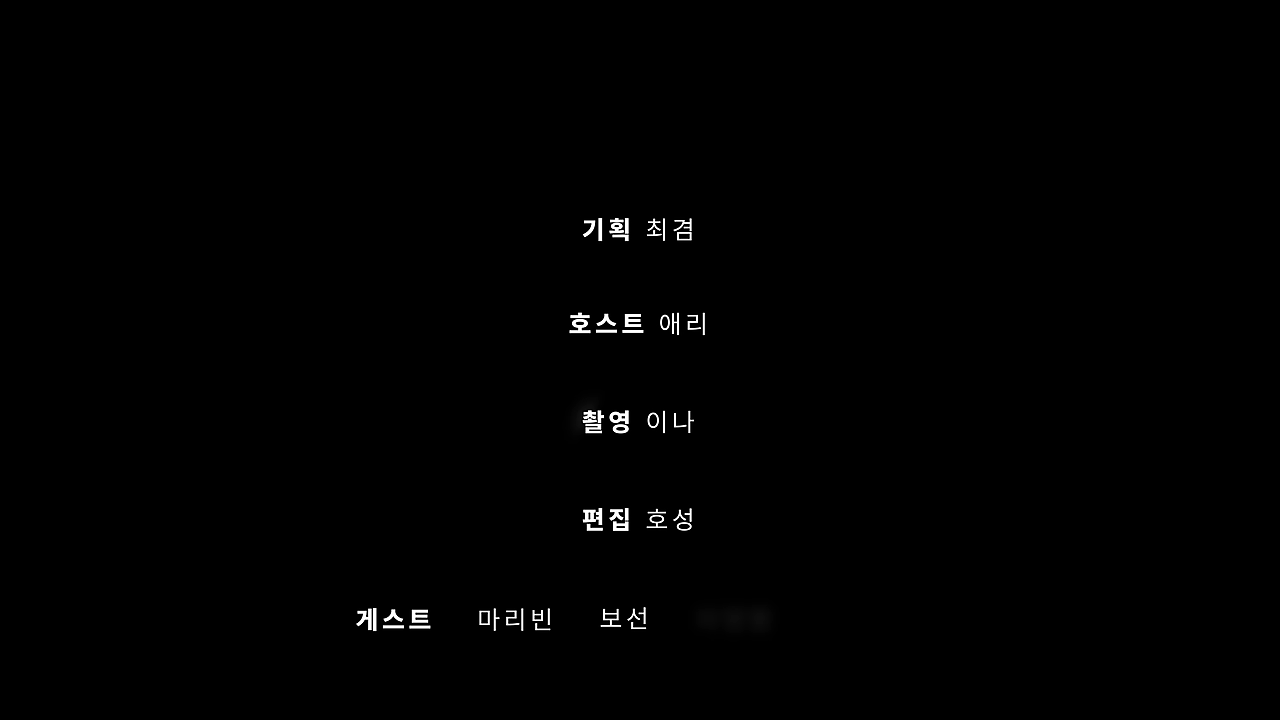 기획 최겸
호스트 애리
촬영 이나
편집 호성
게스트 마리빈 보선